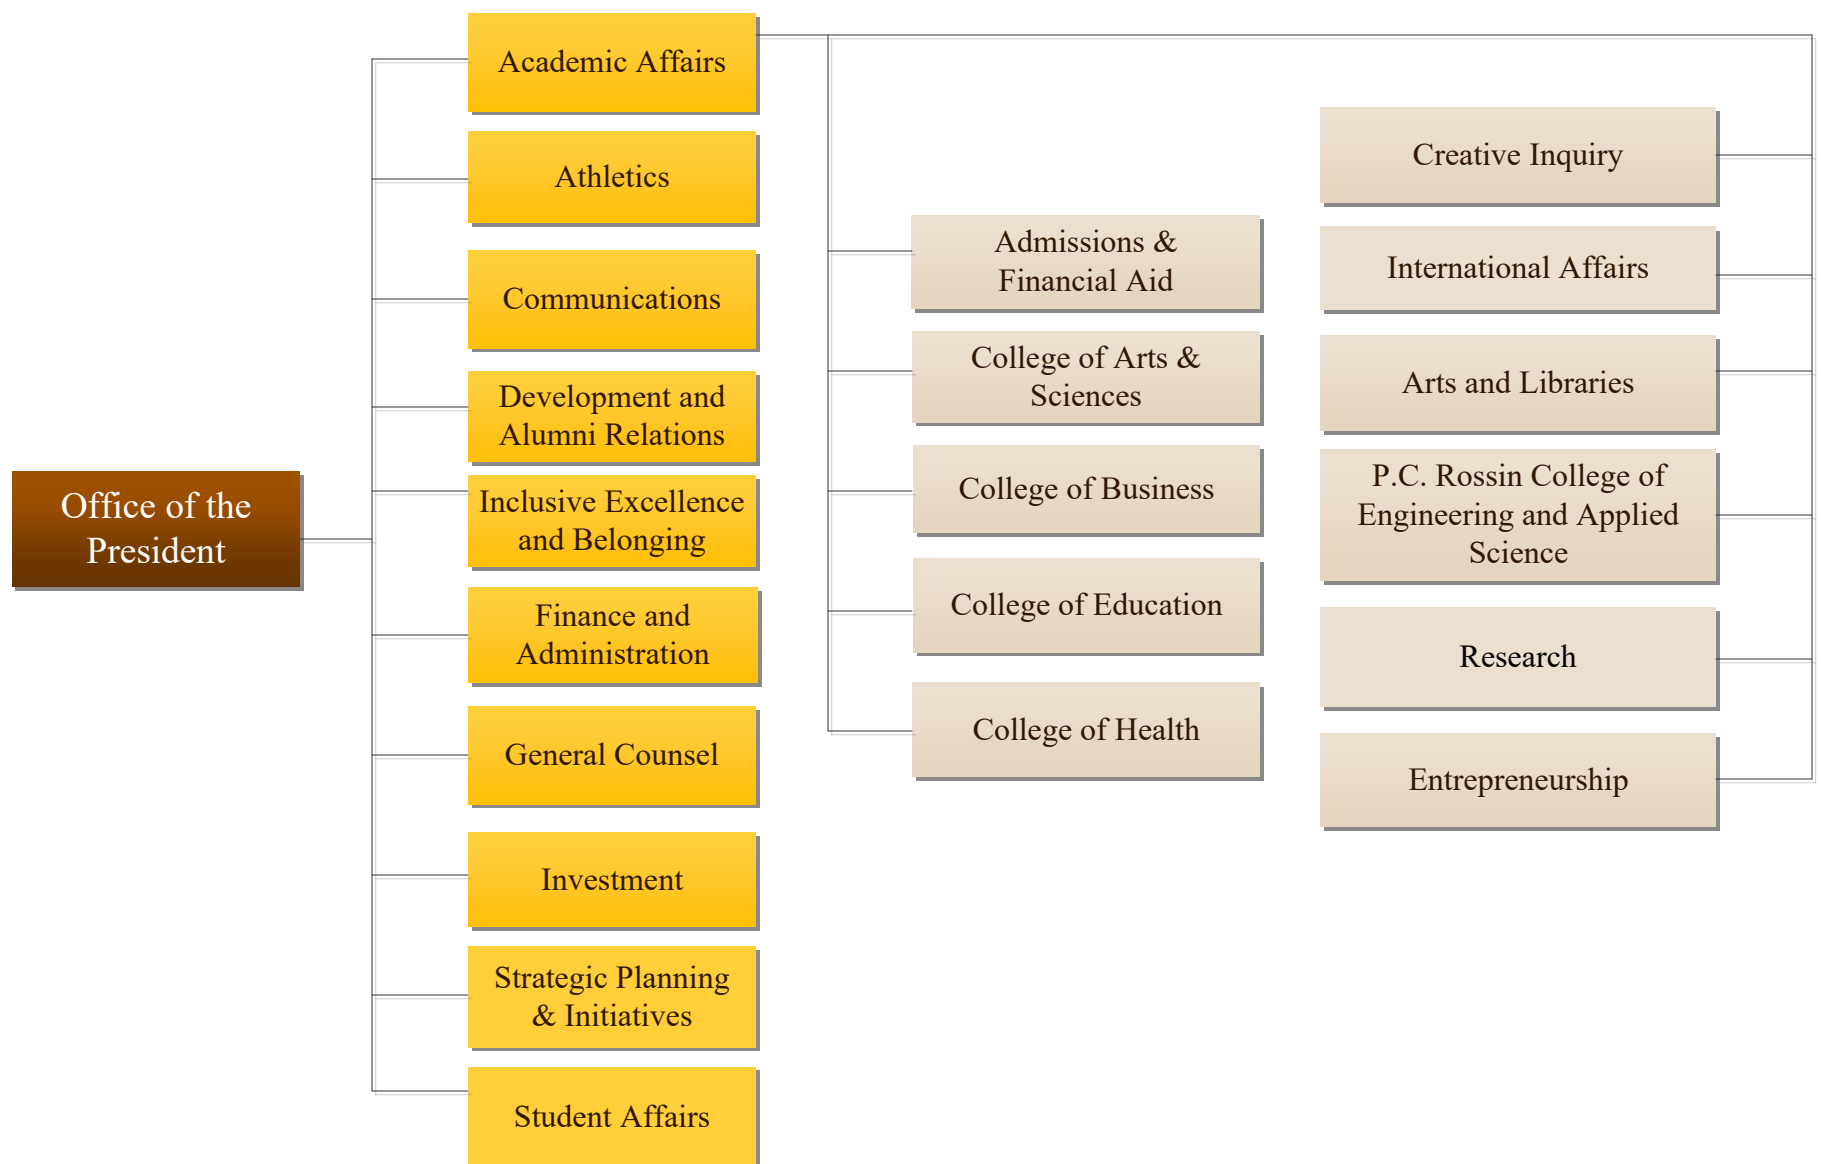 Office of the
President
Academic Affairs
Athletics
Communications
Development and
Alumni Relations
Inclusive Excellence
and Belonging
Finance and
Administration
General Counsel
Investment
Strategic Planning
& Initiatives
Student Affairs
Admissions &
Financial Aid
College of Arts &
Sciences
College of Business
College of Education
College of Health
Creative Inquiry
International Affairs
Arts and Libraries
P.C. Rossin College of
Engineering and Applied
Science
Research
Entrepreneurship